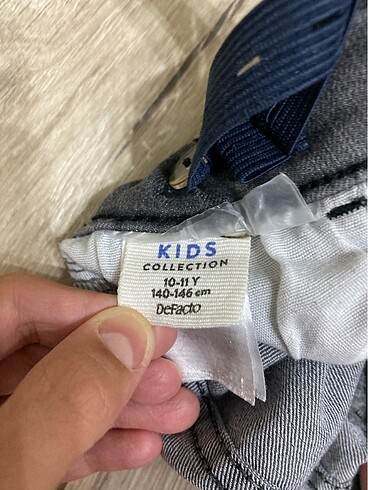 KIDS
COLLECTION
10-11 Y
140-146 cm
DeFacto